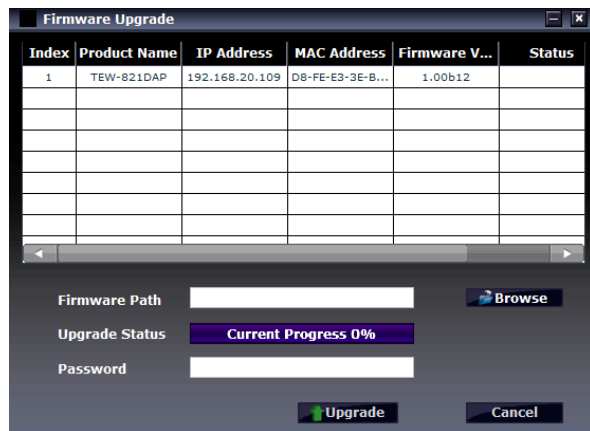 Firmware Upgrade
Index Product Name IP Address MAC Address Firmware V... Status
1 TEW-821DAP 192.168.20.109 D8-FE-E3-3E-B... 1.00b12
Firmware Path Browse
Upgrade Status Current Progress 0%
Password
Upgrade Cancel